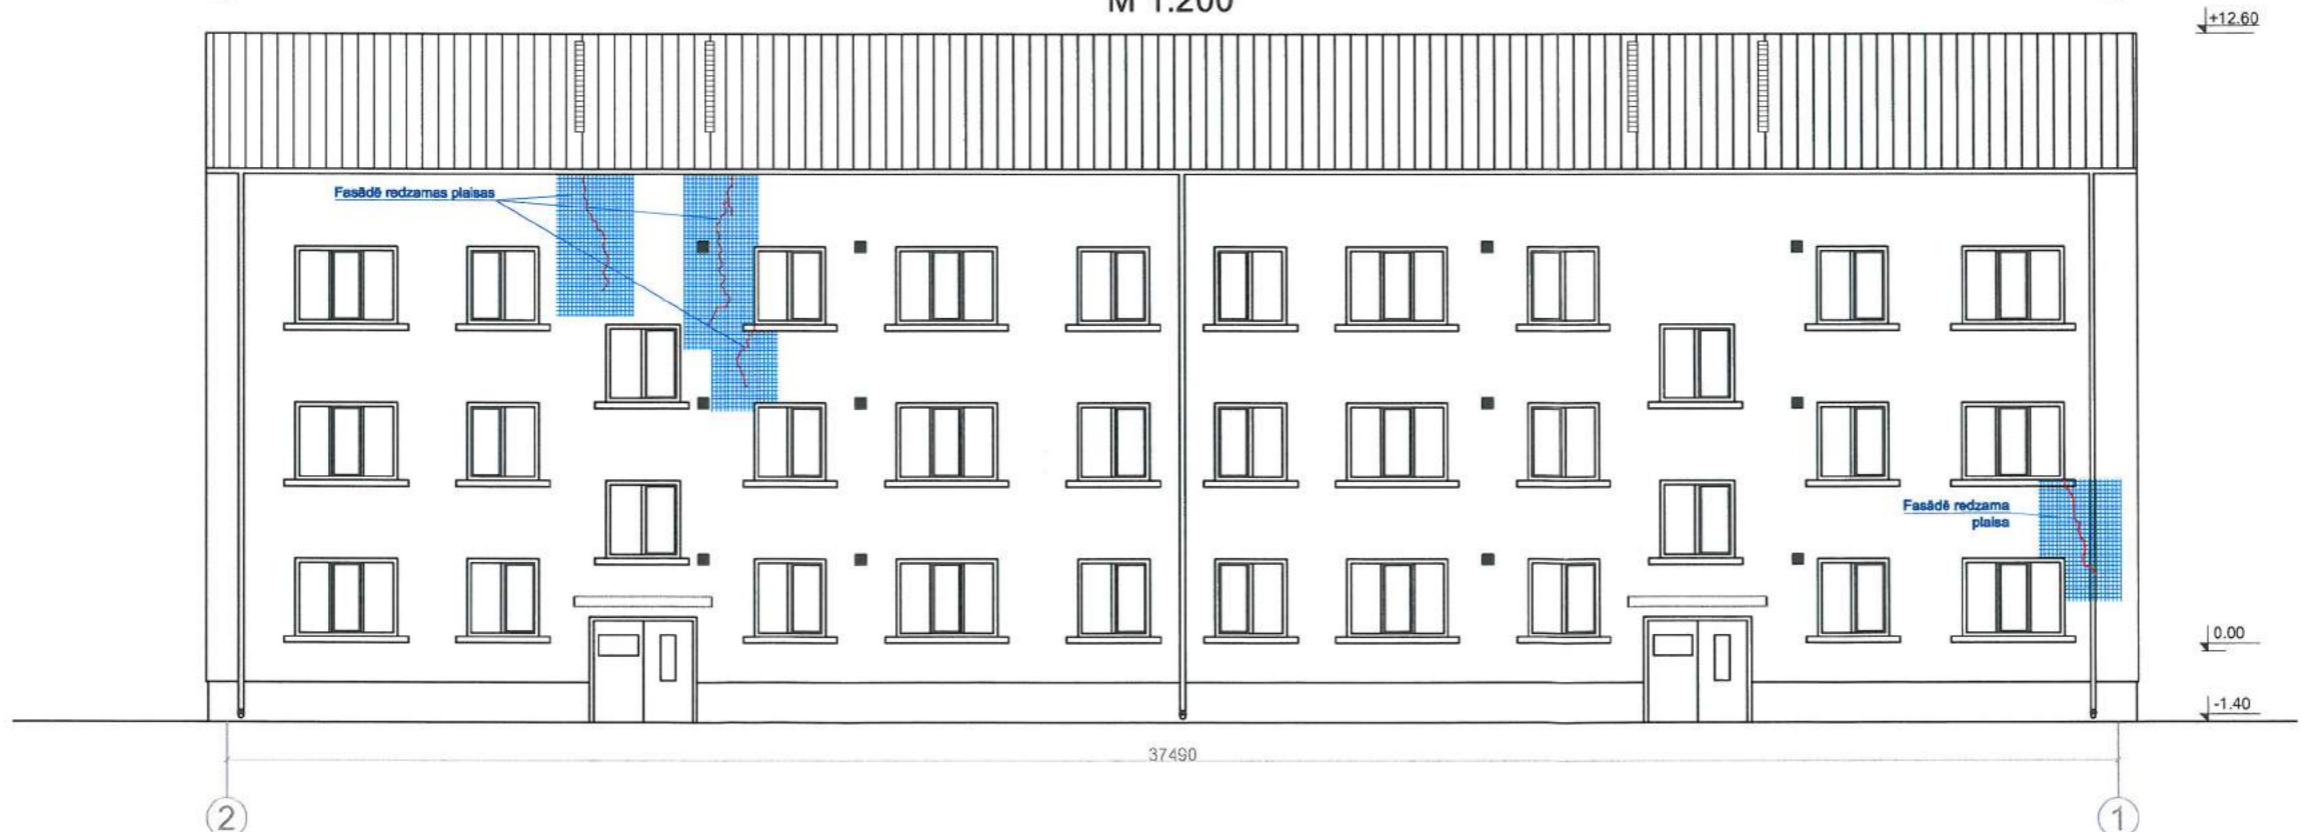 M 1:200
+12.60
Fasādē redzamas plaisas
Fasādē redzama
plaisa
0.00
-1.40
37490
2
1